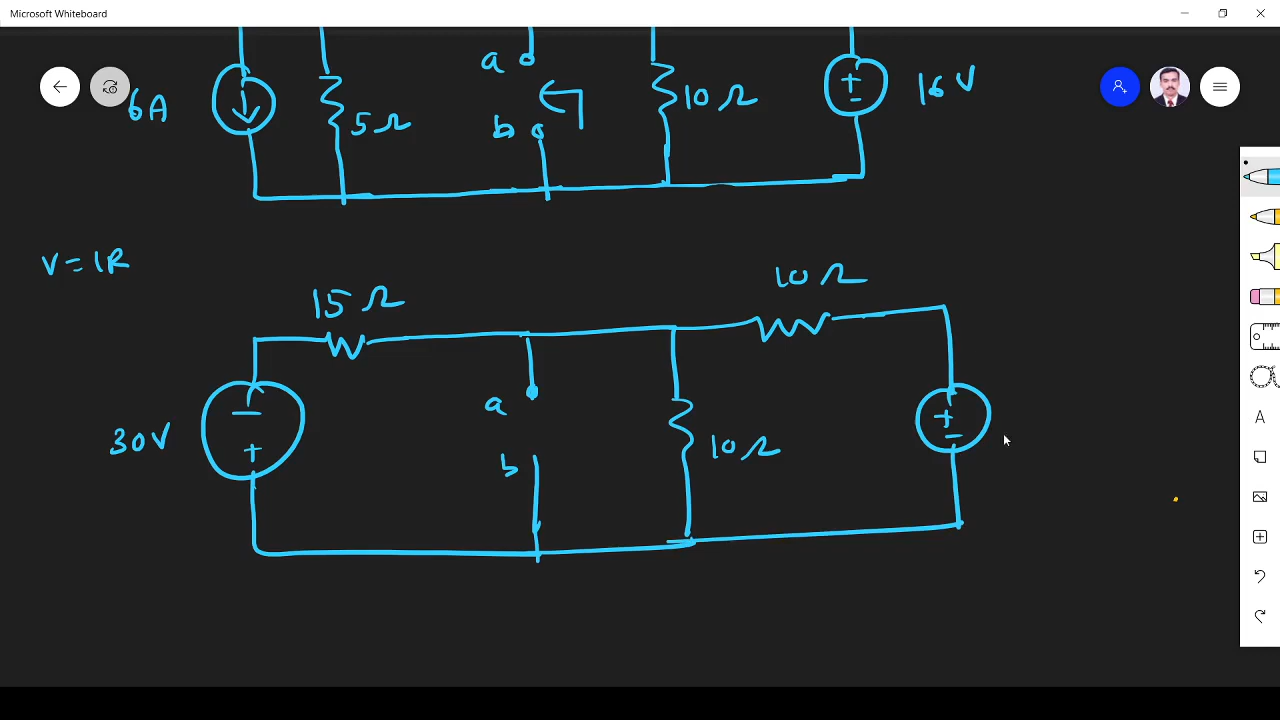 Microsoft Whiteboard
a
6A
5Ω
b
10Ω
+
-
16V
V=IR
15Ω
10Ω
30V
-
+
a
b
10Ω
+
-
A